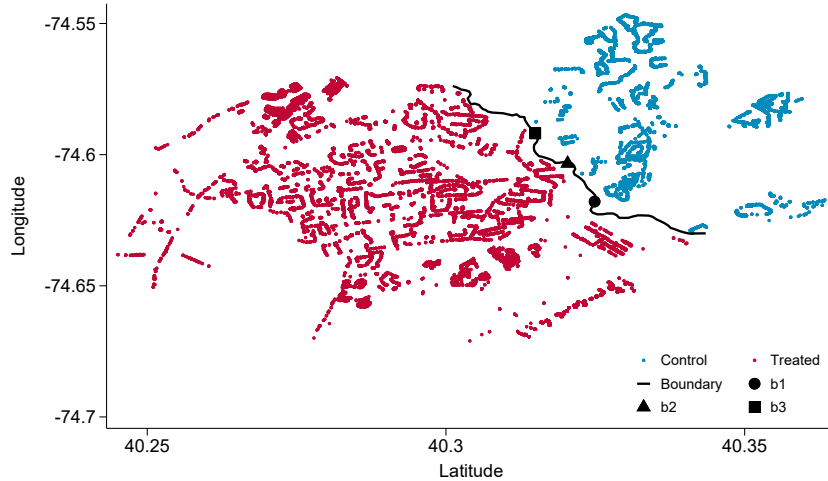 -74.55
-74.6
-74.65
-74.7
Longitude
40.25
40.3
40.35
Latitude
Control
Treated
Boundary
b1
b2
b3